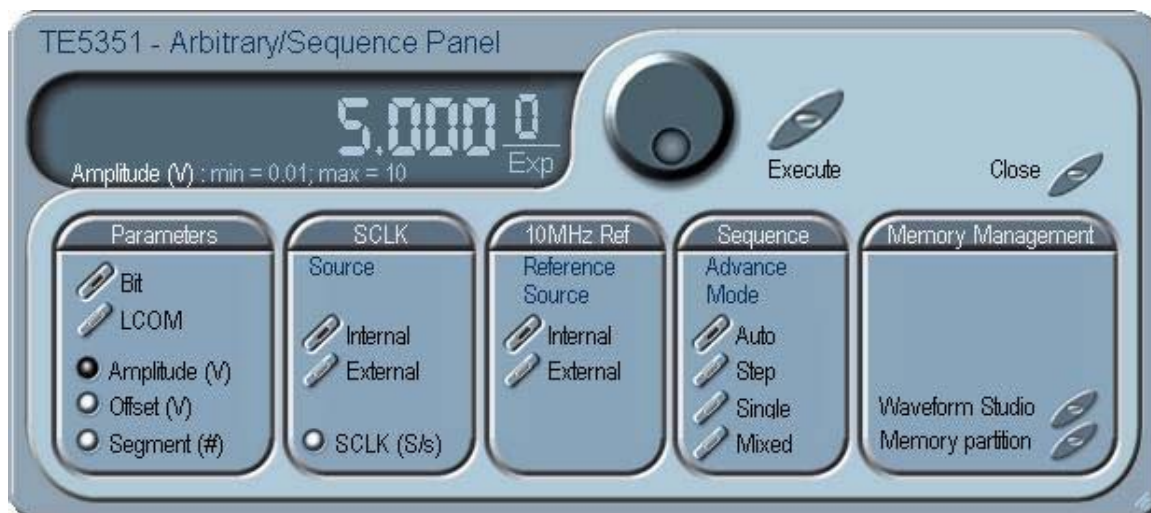 TE5351 - Arbitrary/Sequence Panel
5.000 0
Exp
Amplitude (V) : min = 0.01; max = 10
Execute
Close
Parameters
Bit
LCOM
Amplitude (V)
Offset (V)
Segment (#)
SCLK
Source
Internal
External
SCLK (S/s)
10MHz Ref
Reference
Source
Internal
External
Sequence
Advance
Mode
Auto
Step
Single
Mixed
Memory Management
Waveform Studio
Memory partition